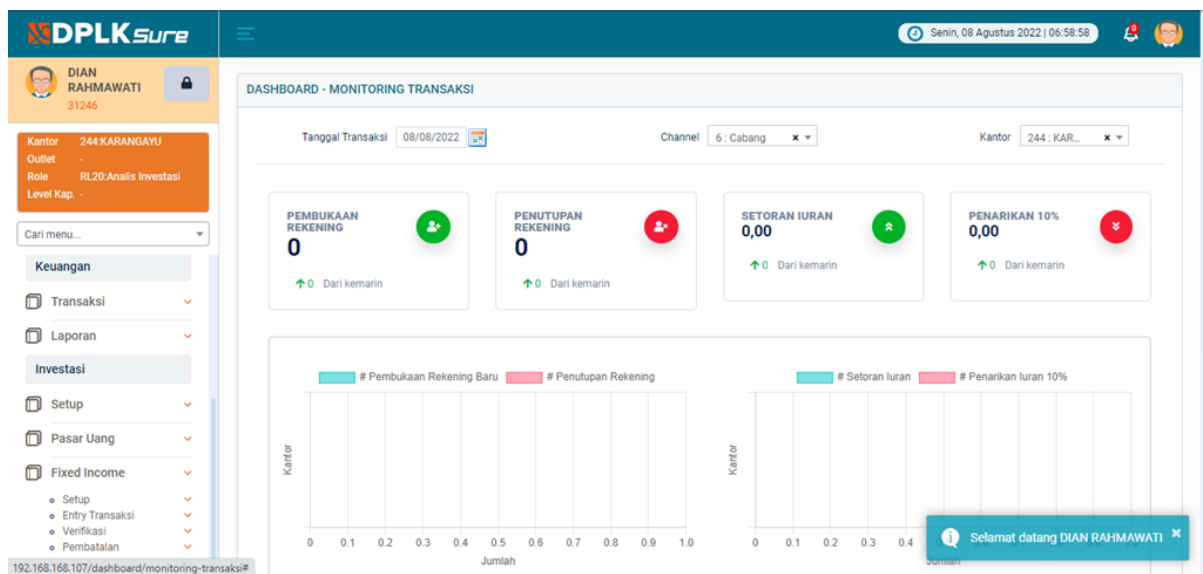 DPLKsure
Senin, 08 Agustus 2022 | 06:58:58
DIAN
RAHMAWATI
31246
Kantor 244:KARANGAYU
Outlet -
Role RL20:Analis Investasi
Level Kap. -
Cari menu...
Keuangan
Transaksi
Laporan
Investasi
Setup
Pasar Uang
Fixed Income
Setup
Entry Transaksi
Verifikasi
Pembatalan
192.168.168.107/dashboard/monitoring-transaksi#
DASHBOARD - MONITORING TRANSAKSI
Tanggal Transaksi 08/08/2022 Channel 6 : Cabang Kantor 244 : KAR...
PEMBUKAAN
REKENING
0
0 Dari kemarin
PENUTUPAN
REKENING
0
0 Dari kemarin
SETORAN IURAN
0,00
0 Dari kemarin
PENARIKAN 10%
0,00
0 Dari kemarin
# Pembukaan Rekening Baru # Penutupan Rekening
Kantor
0 0.1 0.2 0.3 0.4 0.5 0.6 0.7 0.8 0.9 1.0
Jumlah
# Setoran Iuran # Penarikan Iuran 10%
Kantor
0 0.1 0.2 0.3 0.4
Jumlah
Selamat datang DIAN RAHMAWATI